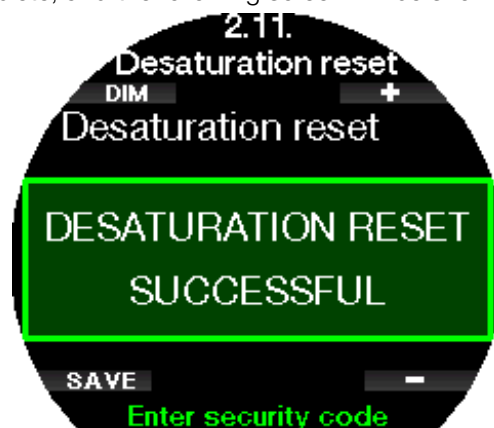 2.11.
Desaturation reset
DIM +
Desaturation reset
DESATURATION RESET
SUCCESSFUL
SAVE -
Enter security code